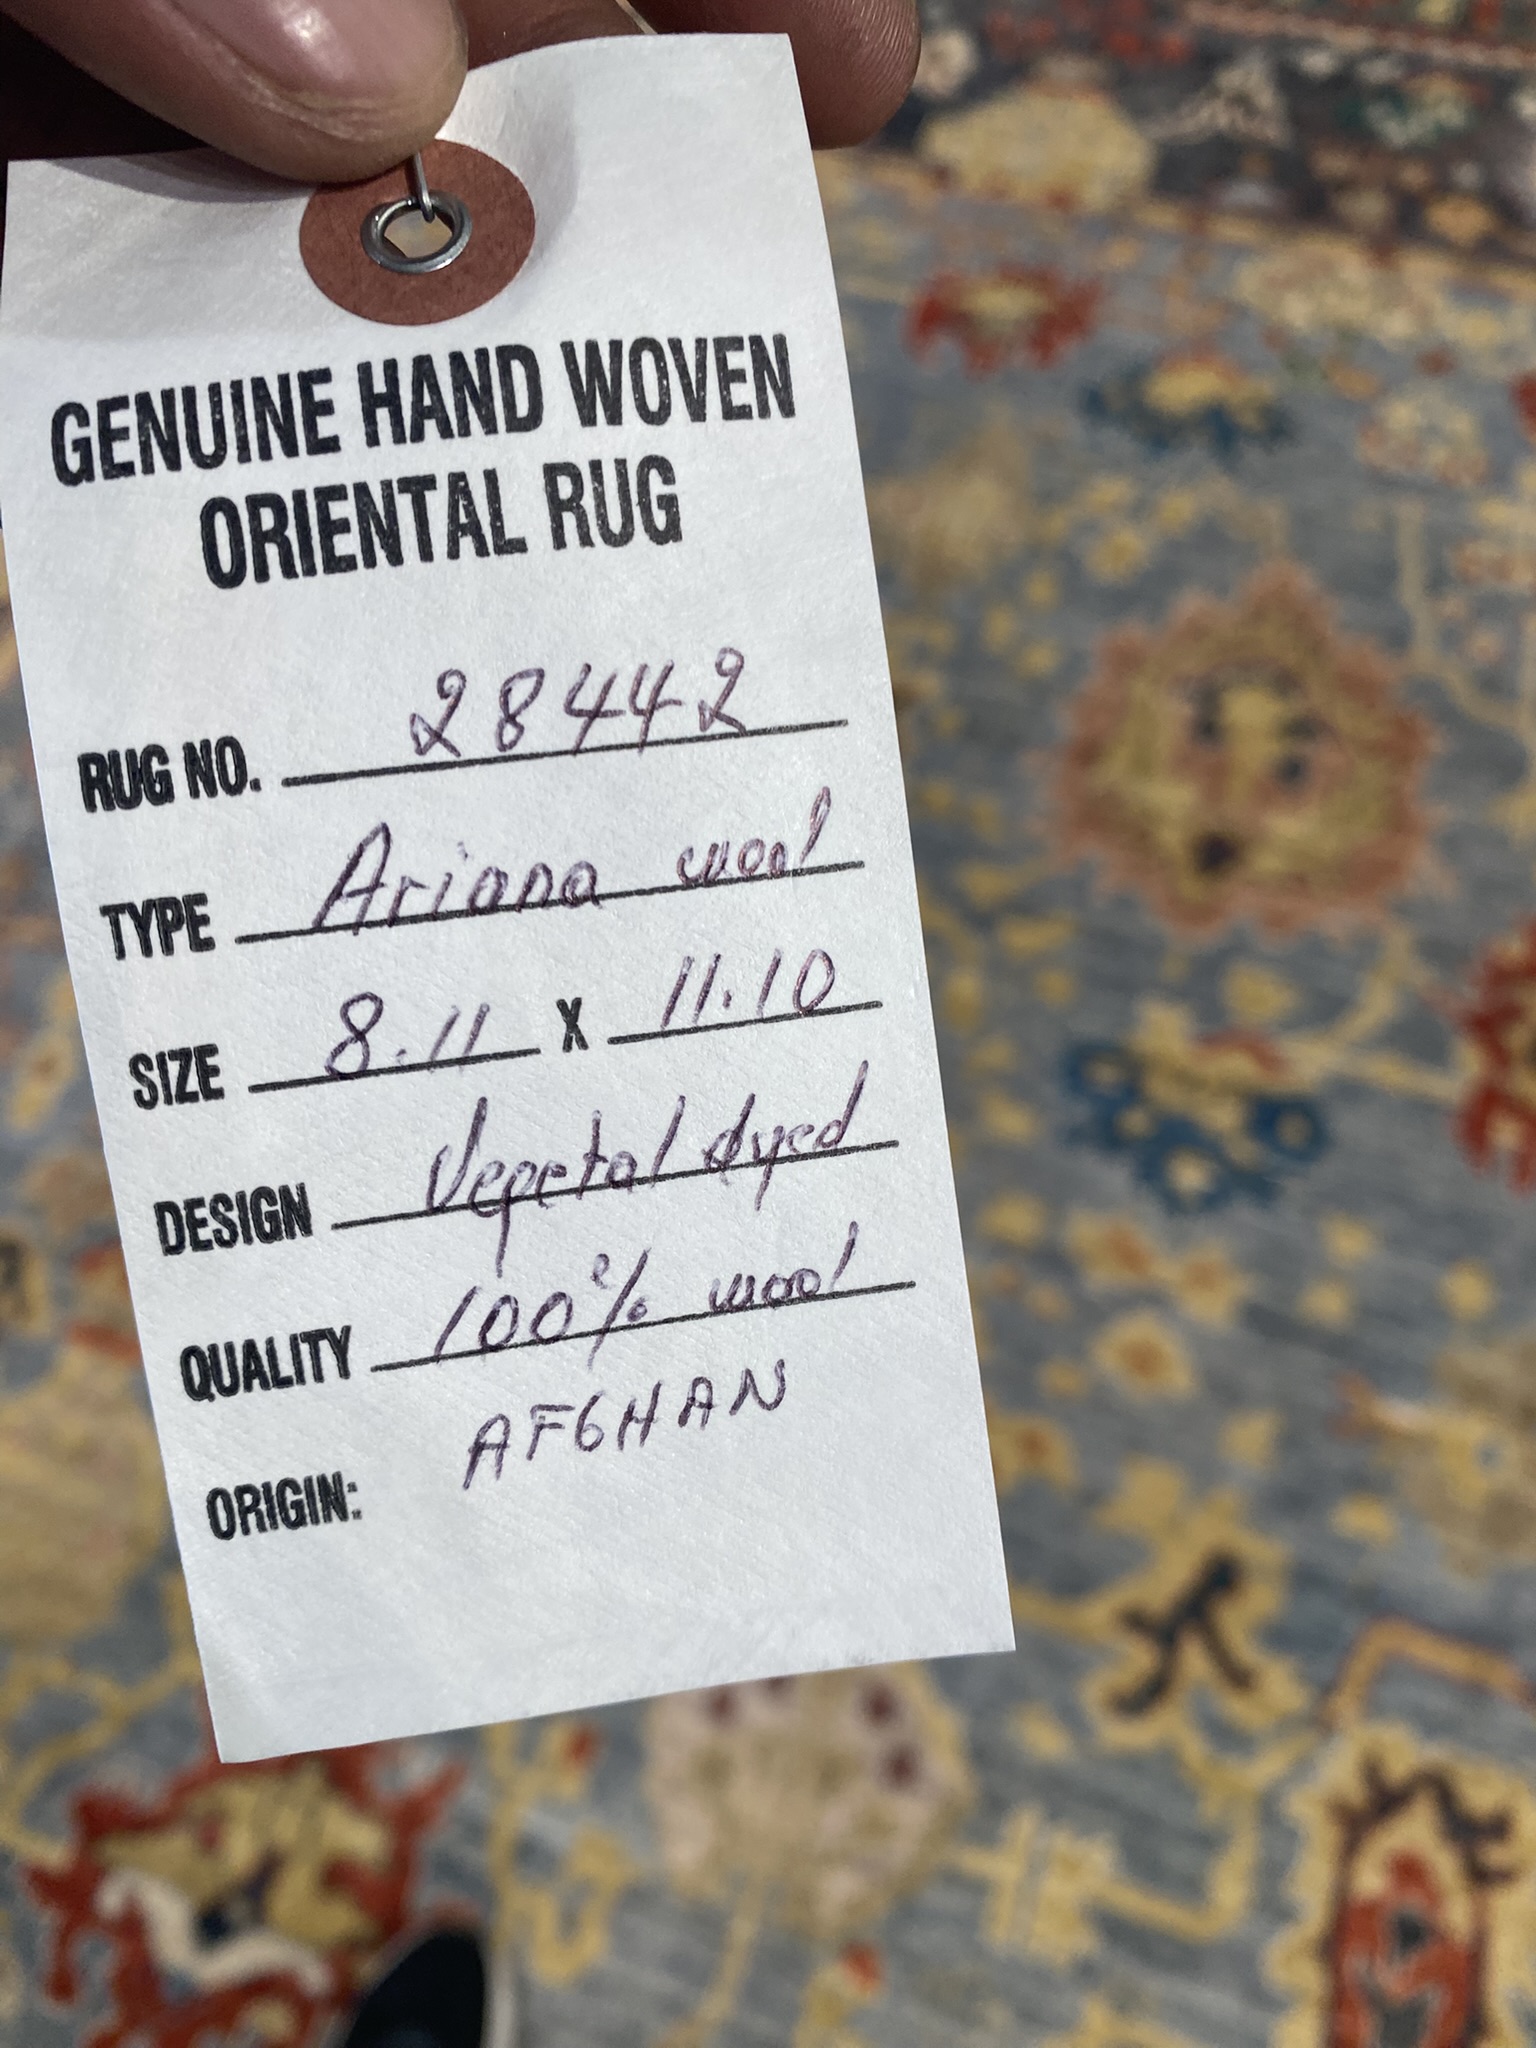 GENUINE HAND WOVEN
ORIENTAL RUG
RUG NO. 28442
TYPE Ariana wool
SIZE 8.11 X 11.10
DESIGN Vegetal dyed
QUALITY 100% wool
ORIGIN: AFGHAN